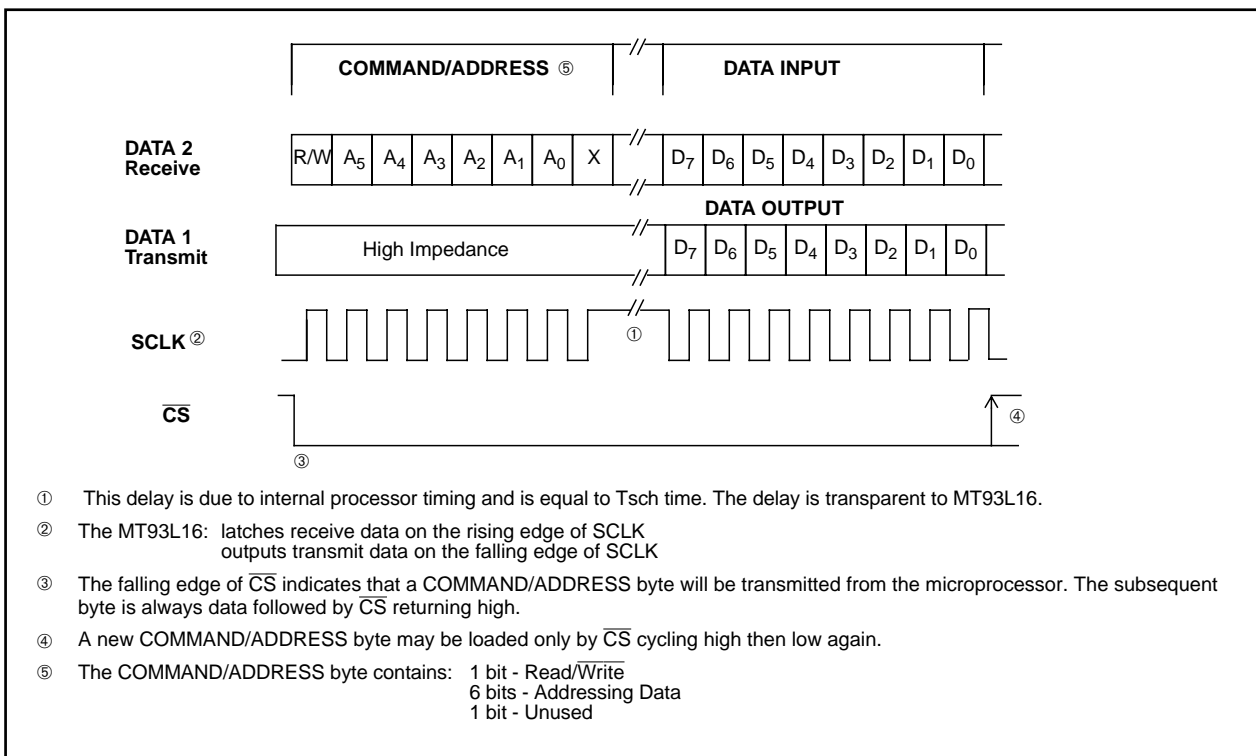 COMMAND/ADDRESS ⑤ DATA INPUT
DATA 2
Receive
R/W A5 A4 A3 A2 A1 A0 X D7 D6 D5 D4 D3 D2 D1 D0
DATA OUTPUT
DATA 1
Transmit
High Impedance D7 D6 D5 D4 D3 D2 D1 D0
SCLK ② ①
CS ④
③
① This delay is due to internal processor timing and is equal to Tsch time. The delay is transparent to MT93L16.
② The MT93L16: latches receive data on the rising edge of SCLK
outputs transmit data on the falling edge of SCLK
③ The falling edge of CS indicates that a COMMAND/ADDRESS byte will be transmitted from the microprocessor. The subsequent
byte is always data followed by CS returning high.
④ A new COMMAND/ADDRESS byte may be loaded only by CS cycling high then low again.
⑤ The COMMAND/ADDRESS byte contains: 1 bit - Read/Write
6 bits - Addressing Data
1 bit - Unused